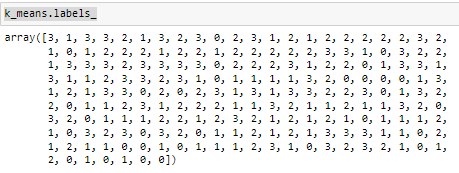 k_means.labels_
array([3, 1, 3, 3, 2, 1, 3, 2, 3, 0, 2, 3, 1, 2, 1, 2, 2, 2, 2, 2, 3, 2,
1, 0, 1, 2, 2, 2, 1, 2, 2, 1, 2, 2, 2, 2, 2, 3, 3, 1, 0, 3, 2, 2,
1, 3, 3, 3, 2, 3, 3, 3, 3, 0, 2, 2, 2, 3, 1, 2, 2, 0, 1, 3, 3, 1,
3, 1, 1, 2, 3, 3, 2, 3, 1, 0, 1, 1, 1, 1, 3, 2, 0, 0, 0, 0, 1, 3,
1, 2, 1, 3, 3, 0, 2, 0, 2, 3, 1, 3, 1, 3, 3, 2, 2, 3, 0, 1, 3, 2,
2, 0, 1, 1, 2, 3, 1, 2, 2, 2, 1, 1, 3, 2, 1, 1, 2, 1, 1, 3, 2, 0,
3, 2, 0, 1, 1, 1, 2, 2, 1, 2, 3, 2, 1, 2, 1, 2, 1, 0, 1, 1, 1, 2,
1, 0, 3, 2, 3, 0, 3, 2, 0, 1, 1, 2, 1, 2, 1, 3, 3, 3, 1, 1, 0, 2,
1, 2, 1, 1, 0, 0, 1, 0, 1, 1, 1, 2, 3, 1, 0, 3, 2, 3, 2, 1, 0, 1,
2, 0, 1, 0, 1, 0, 0])